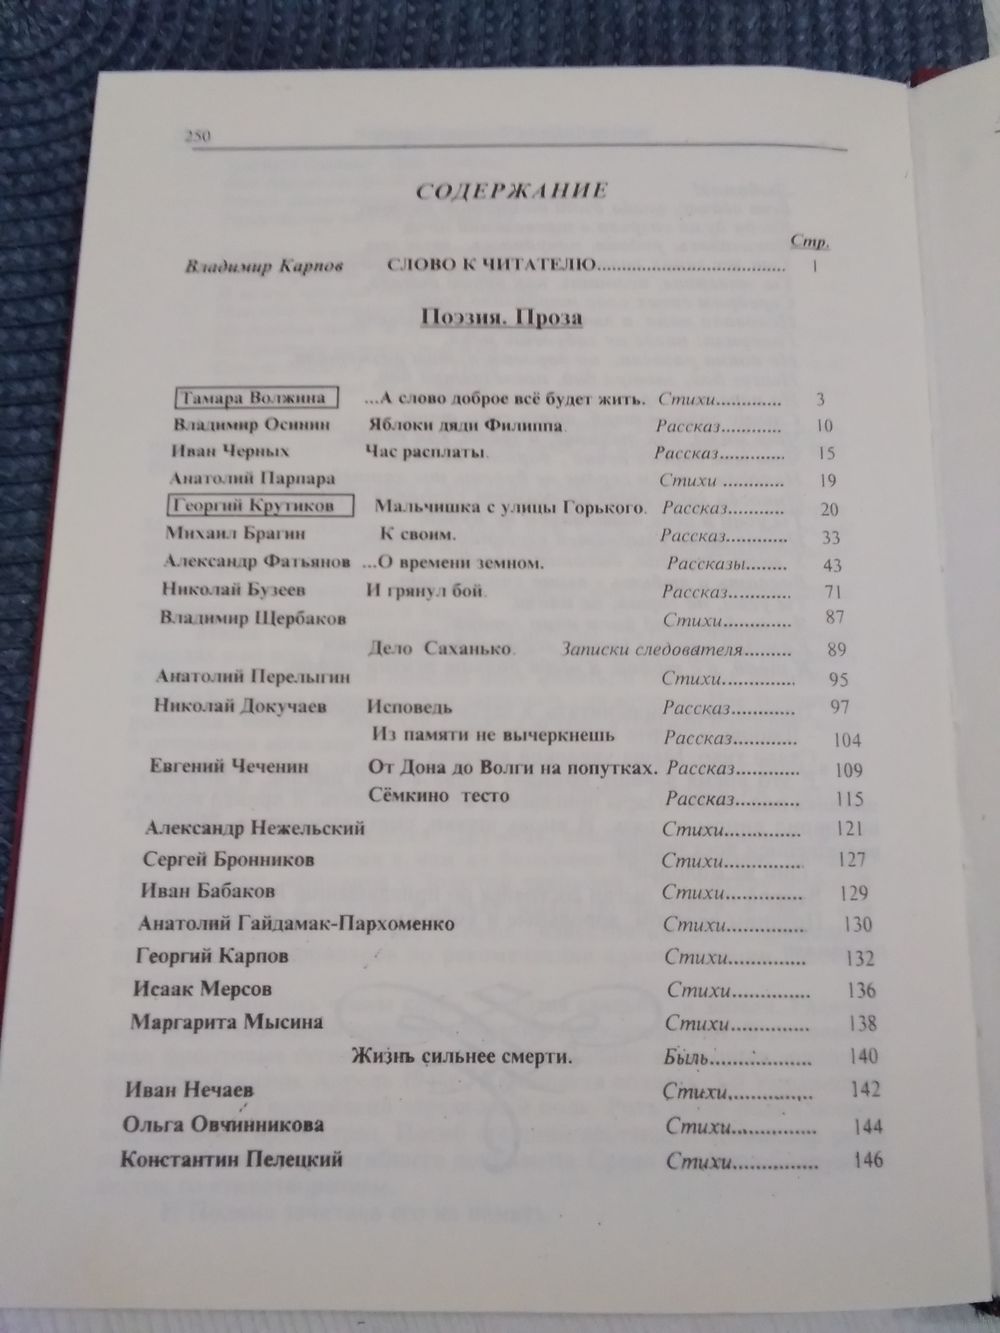 250
СОДЕРЖАНИЕ
Стр.
Владимир Карпов СЛОВО К ЧИТАТЕЛЮ............................................ 1
Поэзия. Проза
Тамара Волжина ...А слово доброе всё будет жить. Стихи............. 3
Владимир Осинин Яблоки дяди Филиппа. Рассказ............ 10
Иван Черных Час расплаты. Рассказ............. 15
Анатолий Парпара Стихи ............ 19
Георгий Крутиков Мальчишка с улицы Горького. Рассказ............ 20
Михаил Брагин К своим. Рассказ............ 33
Александр Фатьянов ...О времени земном. Рассказы........ 43
Николай Бузеев И грянул бой. Рассказ............ 71
Владимир Щербаков Стихи............. 87
Дело Саханько. Записки следователя......... 89
Анатолий Перелыгин Стихи.............. 95
Николай Докучаев Исповедь Рассказ............ 97
Из памяти не вычеркнешь Рассказ............ 104
Евгений Чеченин От Дона до Волги на попутках. Рассказ............ 109
Сёмкино тесто Рассказ............ 115
Александр Нежельский Стихи.............. 121
Сергей Бронников Стихи.............. 127
Иван Бабаков Стихи.............. 129
Анатолий Гайдамак-Пархоменко Стихи.............. 130
Георгий Карпов Стихи.............. 132
Исаак Мерсов Стихи.............. 136
Маргарита Мысина Стихи.............. 138
Жизнь сильнее смерти. Быль.................. 140
Иван Нечаев Стихи............... 142
Ольга Овчинникова Стихи............... 144
Константин Пелецкий Стихи............... 146